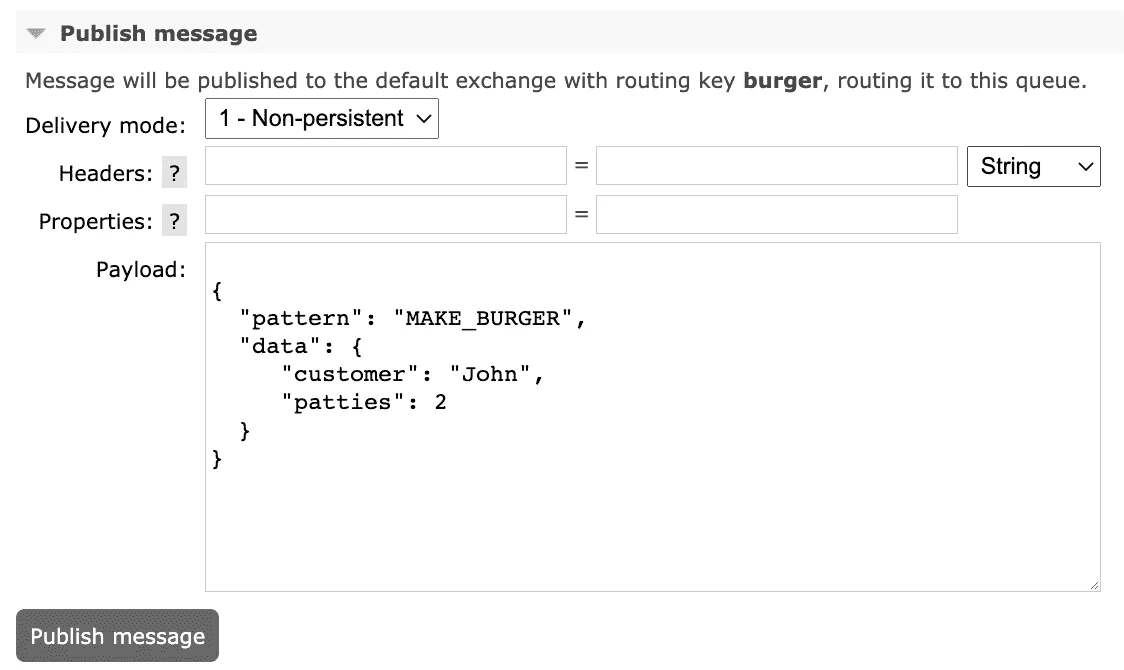 Publish message
Message will be published to the default exchange with routing key burger, routing it to this queue.
Delivery mode: 1 - Non-persistent
Headers: ? = String
Properties: ? =
Payload:
{
  "pattern": "MAKE_BURGER",
  "data": {
     "customer": "John",
     "patties": 2
  }
}
Publish message